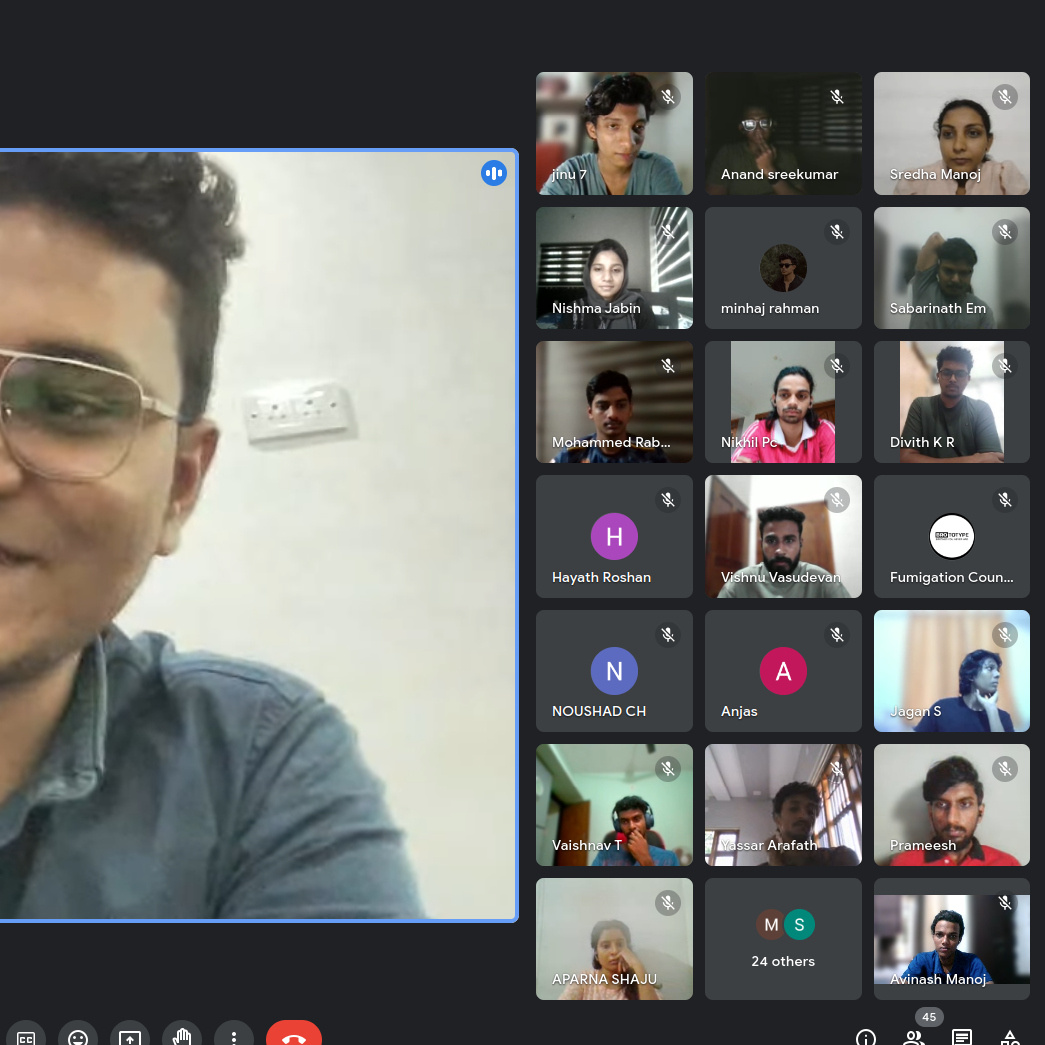 jinu 7
Anand sreekumar
Sredha Manoj
Nishma Jabin
minhaj rahman
Sabarinath Em
Mohammed Rab...
Nikhil Pc
Divith K R
H
Hayath Roshan
Vishnu Vasudevan
BROTOTYPE
Fumigation Coun...
N
NOUSHAD CH
A
Anjas
Jagan S
Vaishnav T
Yassar Arafath
Prameesh
APARNA SHAJU
M S
24 others
Avinash Manoj
45
CC